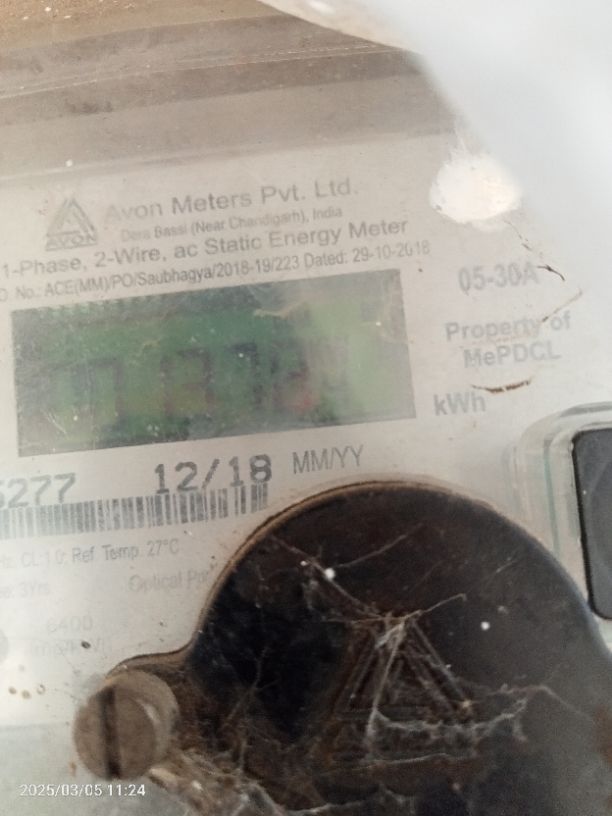 Avon Meters Pvt. Ltd.
AVON
Dera Bassi (Near Chandigarh), India
1-Phase, 2-Wire, ac Static Energy Meter
No.: ACE(MM)/PO/Saubhagya/2018-19/223 Dated: 29-10-2018
05-30A
Property of
MePDCL
kWh
5277 12/18 MM/YY
CL 1.0; Ref. Temp. 27°C
3Yrs. Optical
6400
2025/03/05 11:24